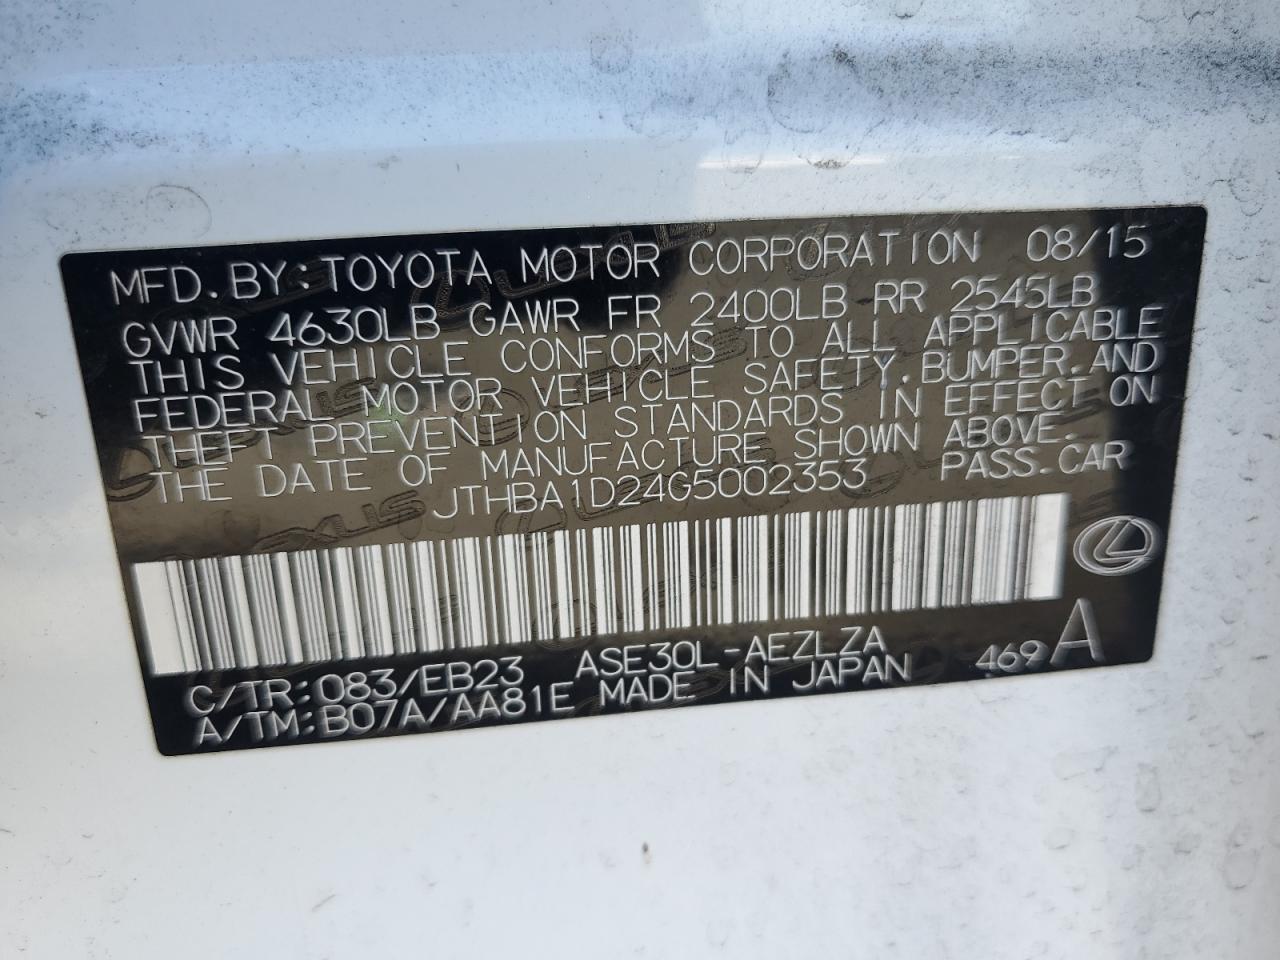 MFD.BY:TOYOTA MOTOR CORPORATION 08/15
GVWR 4630LB GAWR FR 2400LB RR 2545LB
THIS VEHICLE CONFORMS TO ALL APPLICABLE
FEDERAL MOTOR VEHICLE SAFETY,BUMPER,AND
THEFT PREVENTION STANDARDS IN EFFECT ON
THE DATE OF MANUFACTURE SHOWN ABOVE.
JTHBA1D24G5002353 PASS.CAR
C/TR:083/EB23 ASE30L-AEZLZA 469 A
A/TM:B07A/AA81E MADE IN JAPAN